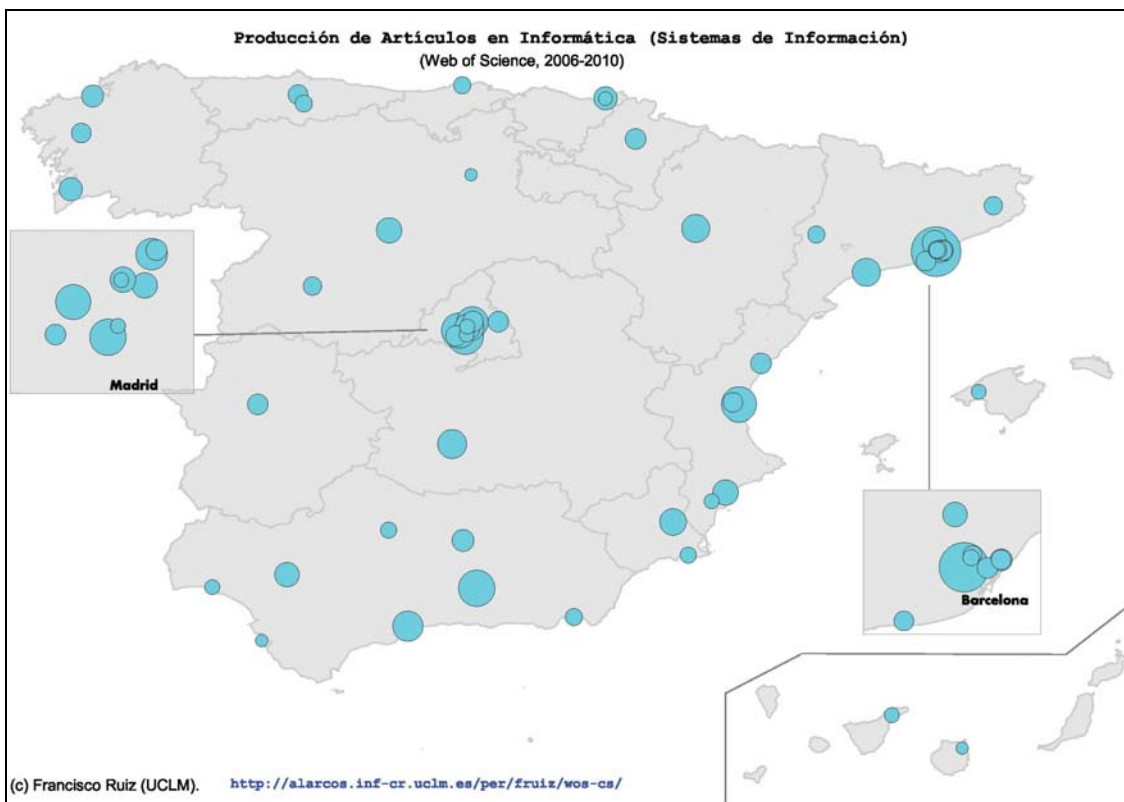 Producción de Artículos en Informática (Sistemas de Información)
(Web of Science, 2006-2010)
Madrid
Barcelona
(c) Francisco Ruiz (UCLM). http://alarcos.inf-cr.uclm.es/per/fruiz/wos-cs/